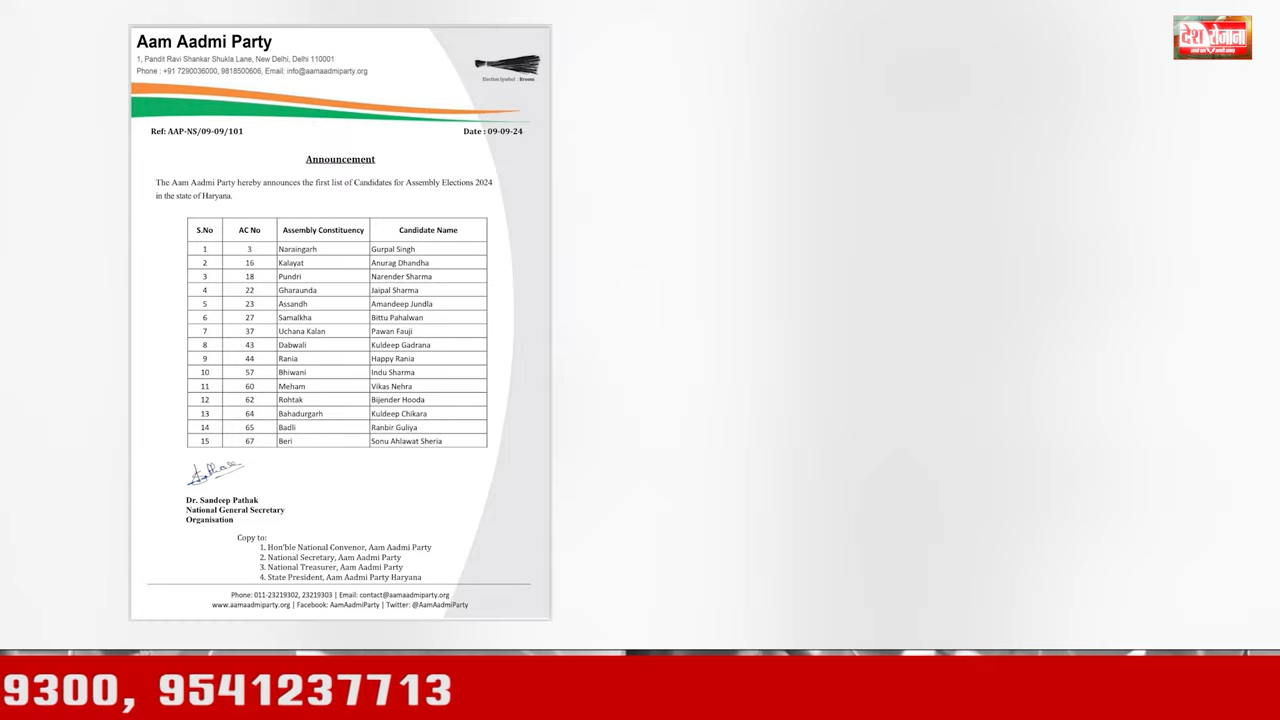 Aam Aadmi Party
1, Pandit Ravi Shankar Shukla Lane, New Delhi, Delhi 110001
Phone : +91 7290036000, 9818500606, Email: info@aamaadmiparty.org
Election Symbol : Broom
देश रोजाना
Ref: AAP-NS/09-09/101 Date : 09-09-24
Announcement
The Aam Aadmi Party hereby announces the first list of Candidates for Assembly Elections 2024
in the state of Haryana.
S.No AC No Assembly Constituency Candidate Name
1 3 Naraingarh Gurpal Singh
2 16 Kalayat Anurag Dhandha
3 18 Pundri Narender Sharma
4 22 Gharaunda Jaipal Sharma
5 23 Assandh Amandeep Jundla
6 27 Samalkha Bittu Pahalwan
7 37 Uchana Kalan Pawan Fauji
8 43 Dabwali Kuldeep Gadrana
9 44 Rania Happy Rania
10 57 Bhiwani Indu Sharma
11 60 Meham Vikas Nehra
12 62 Rohtak Bijender Hooda
13 64 Bahadurgarh Kuldeep Chikara
14 65 Badli Ranbir Guliya
15 67 Beri Sonu Ahlawat Sheria
Dr. Sandeep Pathak
National General Secretary
Organisation
Copy to:
1. Hon'ble National Convenor, Aam Aadmi Party
2. National Secretary, Aam Aadmi Party
3. National Treasurer, Aam Aadmi Party
4. State President, Aam Aadmi Party Haryana
Phone: 011-23219302, 23219303 | Email: contact@aamaadmiparty.org
www.aamaadmiparty.org | Facebook: AamAadmiParty | Twitter: @AamAadmiParty
9300, 9541237713